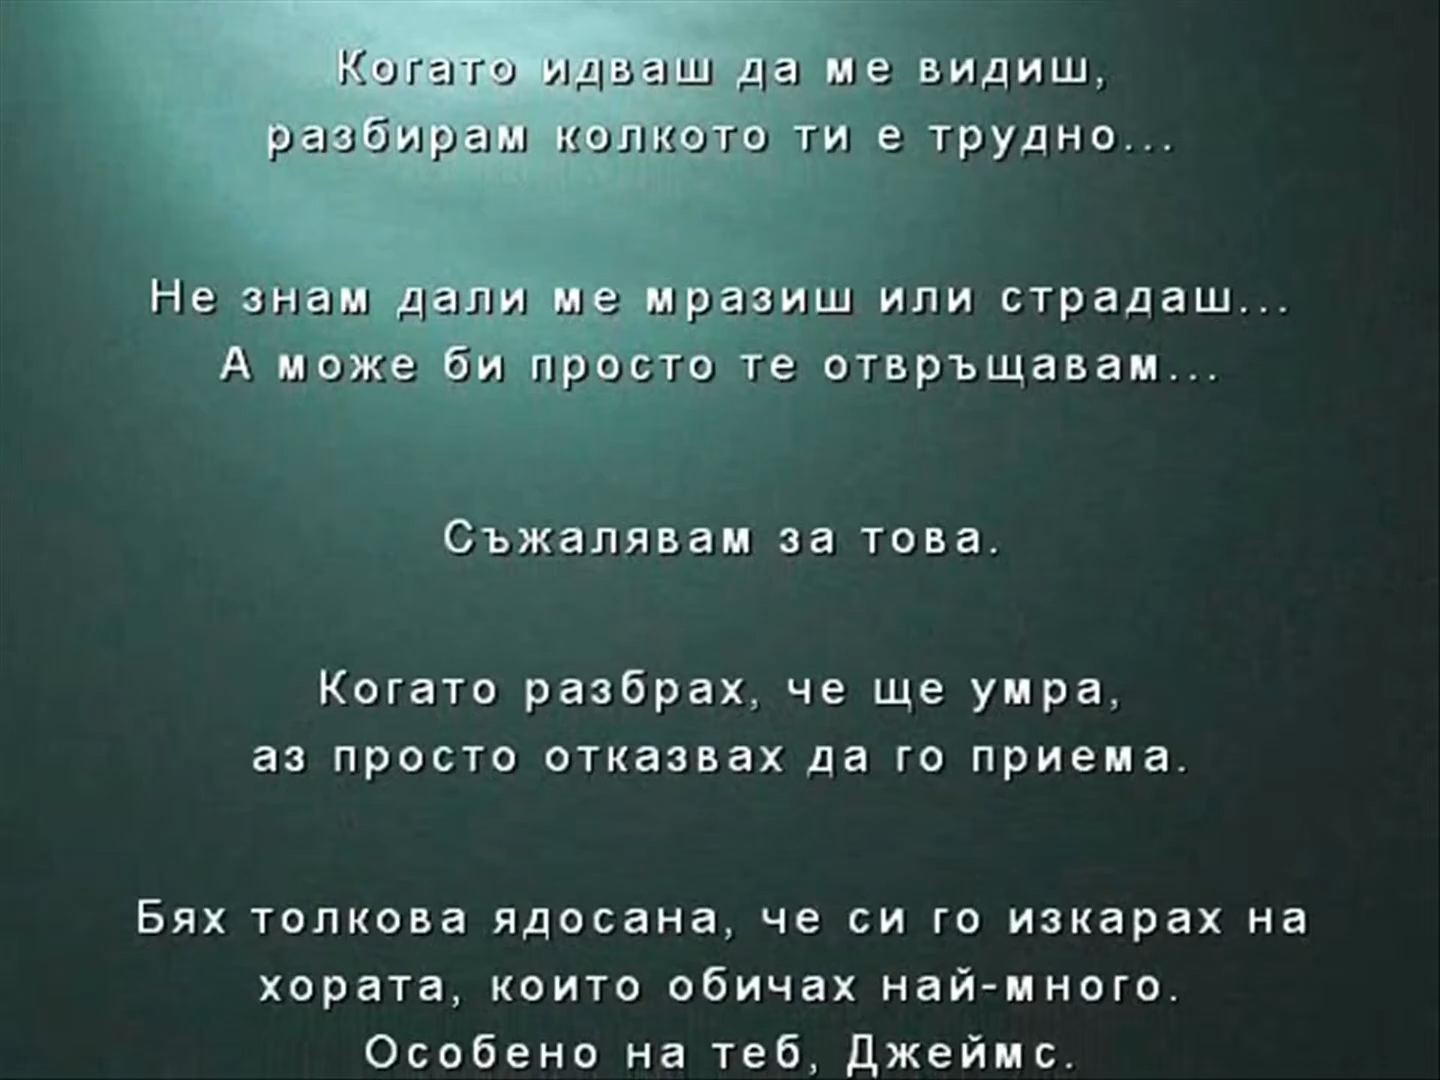 Когато идваш да ме видиш,
разбирам колкото ти е трудно...
Не знам дали ме мразиш или страдаш...
А може би просто те отвръщавам...
Съжалявам за това.
Когато разбрах, че ще умра,
аз просто отказвах да го приема.
Бях толкова ядосана, че си го изкарах на
хората, които обичах най-много.
Особено на теб, Джеймс.